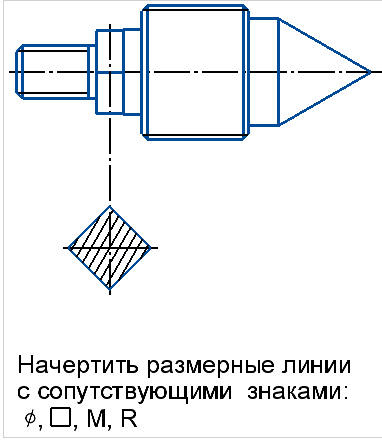 Начертить размерные линии
с сопутствующими знаками:
⌀, □, М, R